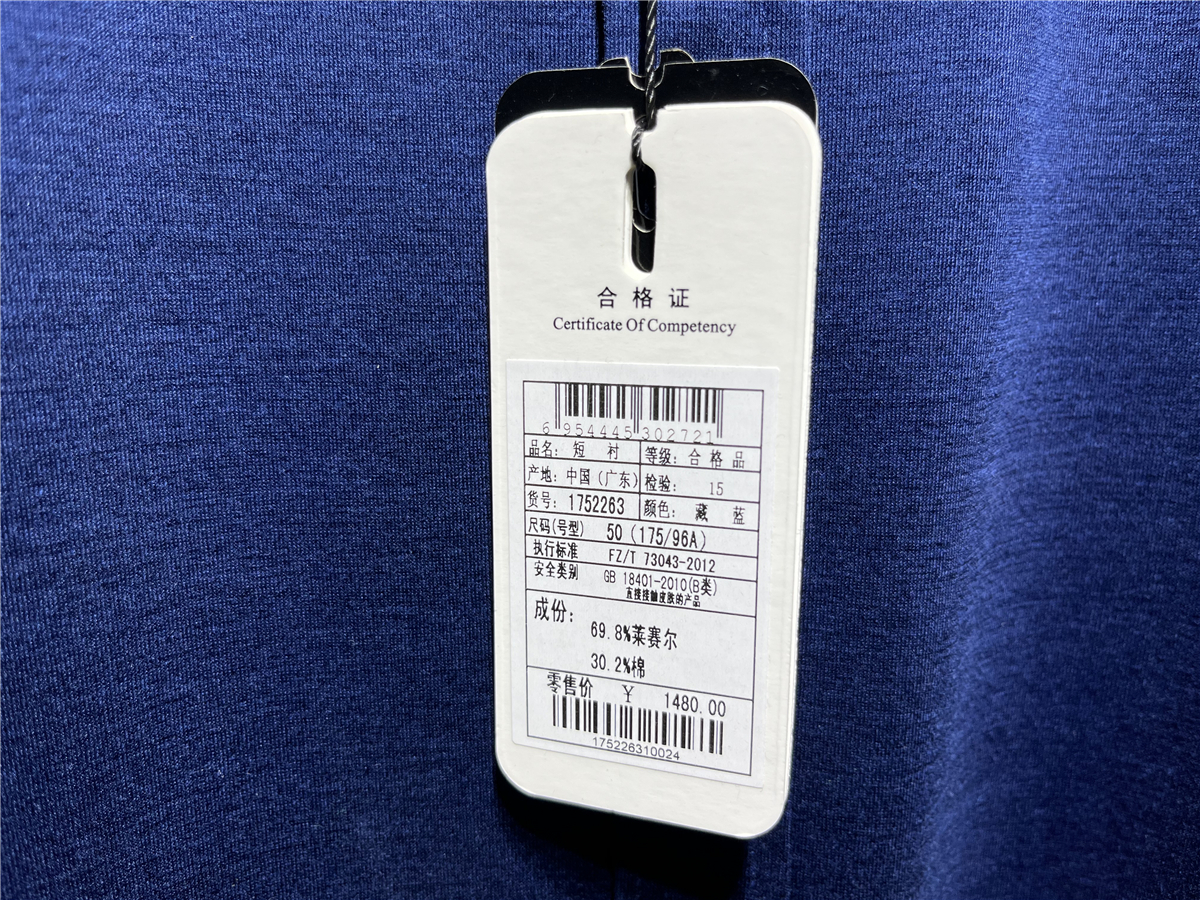 合格证
Certificate Of Competency
6 954445 302721
品名: 短 衬 等级: 合格品
产地: 中国(广东) 检验: 15
货号: 1752263 颜色: 藏 蓝
尺码(号型) 50 (175/96A)
执行标准 FZ/T 73043-2012
安全类别 GB 18401-2010(B类)
直接接触皮肤的产品
成份:
69.8%莱赛尔
30.2%棉
零售价 ¥ 1480.00
175226310024